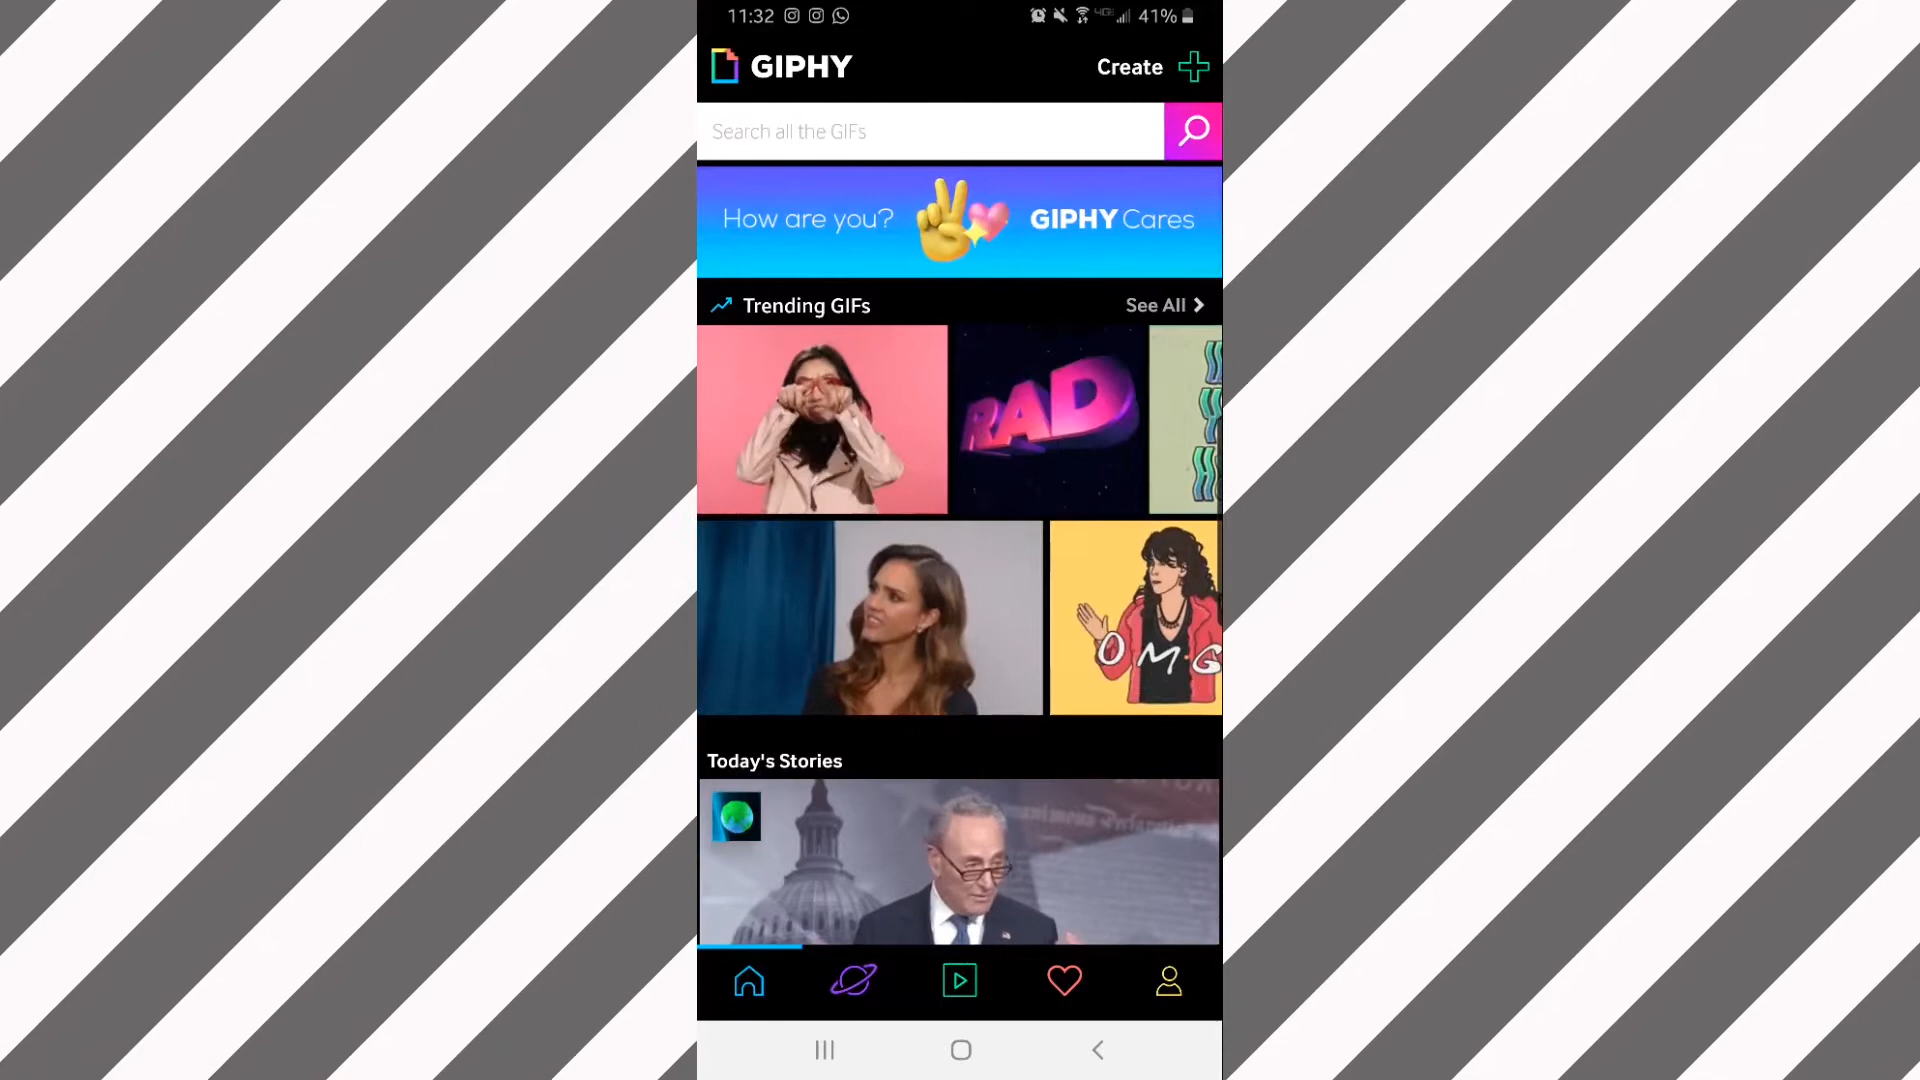 11:32 41%
GIPHY Create
Search all the GIFs
How are you? GIPHY Cares
Trending GIFs See All
RAD
OMG
Today's Stories